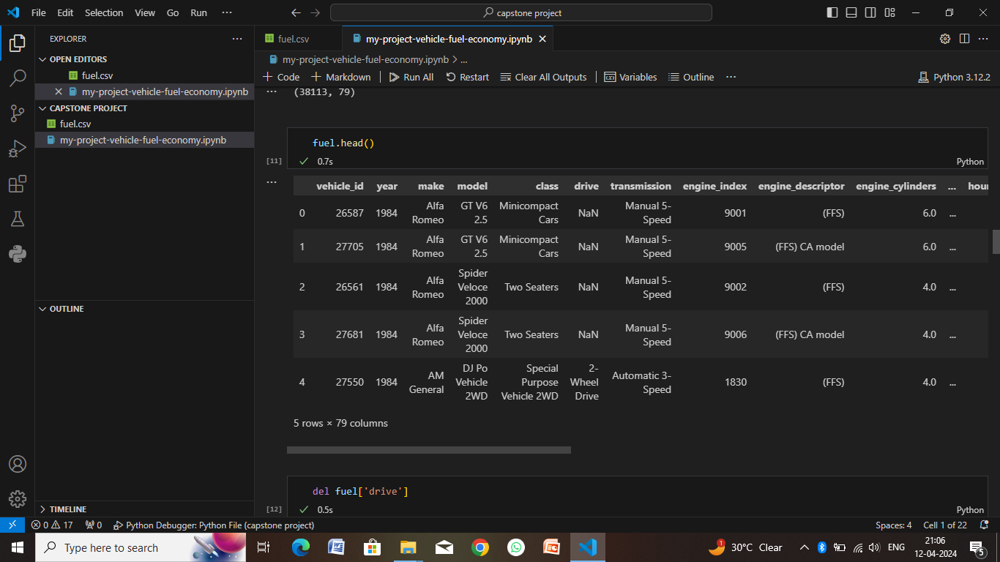 File Edit Selection View Go Run ···
capstone project
EXPLORER ···
OPEN EDITORS
fuel.csv
my-project-vehicle-fuel-economy.ipynb
CAPSTONE PROJECT
fuel.csv
my-project-vehicle-fuel-economy.ipynb
OUTLINE
TIMELINE
fuel.csv
my-project-vehicle-fuel-economy.ipynb
my-project-vehicle-fuel-economy.ipynb > ...
+ Code + Markdown | Run All Restart Clear All Outputs | Variables Outline ···
Python 3.12.2
(38113, 79)
fuel.head()
[11] ✓ 0.7s Python
vehicle_id year make model class drive transmission engine_index engine_descriptor engine_cylinders ... hou
0 26587 1984 Alfa Romeo GT V6 2.5 Minicompact Cars NaN Manual 5-Speed 9001 (FFS) 6.0 ...
1 27705 1984 Alfa Romeo GT V6 2.5 Minicompact Cars NaN Manual 5-Speed 9005 (FFS) CA model 6.0 ...
2 26561 1984 Alfa Romeo Spider Veloce 2000 Two Seaters NaN Manual 5-Speed 9002 (FFS) 4.0 ...
3 27681 1984 Alfa Romeo Spider Veloce 2000 Two Seaters NaN Manual 5-Speed 9006 (FFS) CA model 4.0 ...
4 27550 1984 AM General DJ Po Vehicle 2WD Special Purpose Vehicle 2WD 2-Wheel Drive Automatic 3-Speed 1830 (FFS) 4.0 ...
5 rows × 79 columns
del fuel['drive']
[12] ✓ 0.5s Python
0 17 0 Python Debugger: Python File (capstone project)
Spaces: 4 Cell 1 of 22
Type here to search
1 30°C Clear ENG 21:06
12-04-2024 5